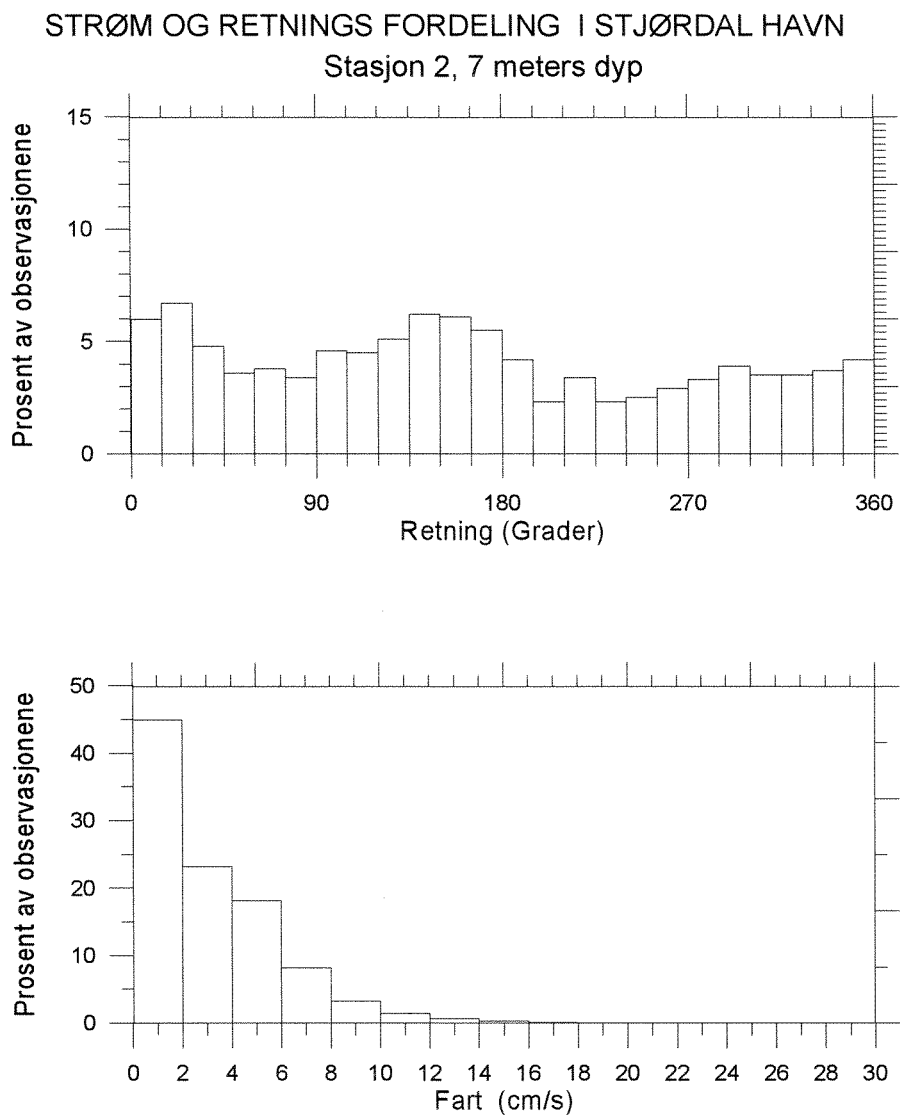 STRØM OG RETNINGS FORDELING I STJØRDAL HAVN
Stasjon 2, 7 meters dyp
Prosent av observasjonene
15
10
5
0
0 90 180 270 360
Retning (Grader)
Prosent av observasjonene
50
40
30
20
10
0
0 2 4 6 8 10 12 14 16 18 20 22 24 26 28 30
Fart (cm/s)